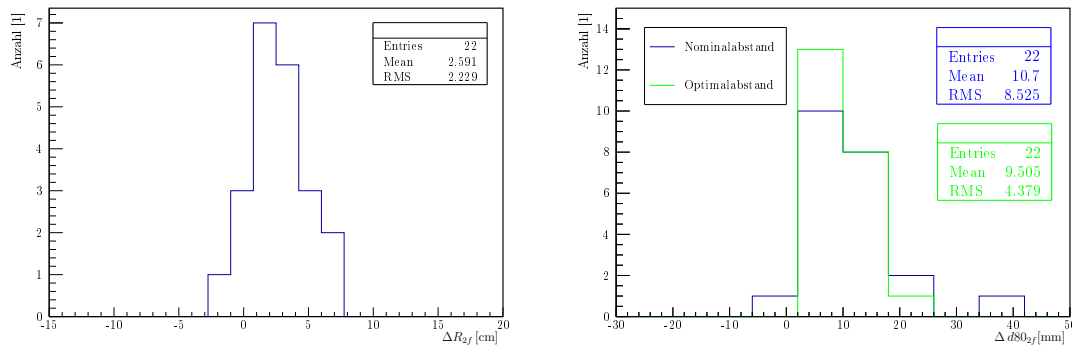 Anzahl [1]
7
6
5
4
3
2
1
0
-15 -10 -5 0 5 10 15 20
ΔR2f [cm]
Entries 22
Mean 2.591
RMS 2.229
Anzahl [1]
14
12
10
8
6
4
2
0
-30 -20 -10 0 10 20 30 40 50
Δ d802f [mm]
Nominalabstand
Optimalabstand
Entries 22
Mean 10.7
RMS 8.525
Entries 22
Mean 9.505
RMS 4.379